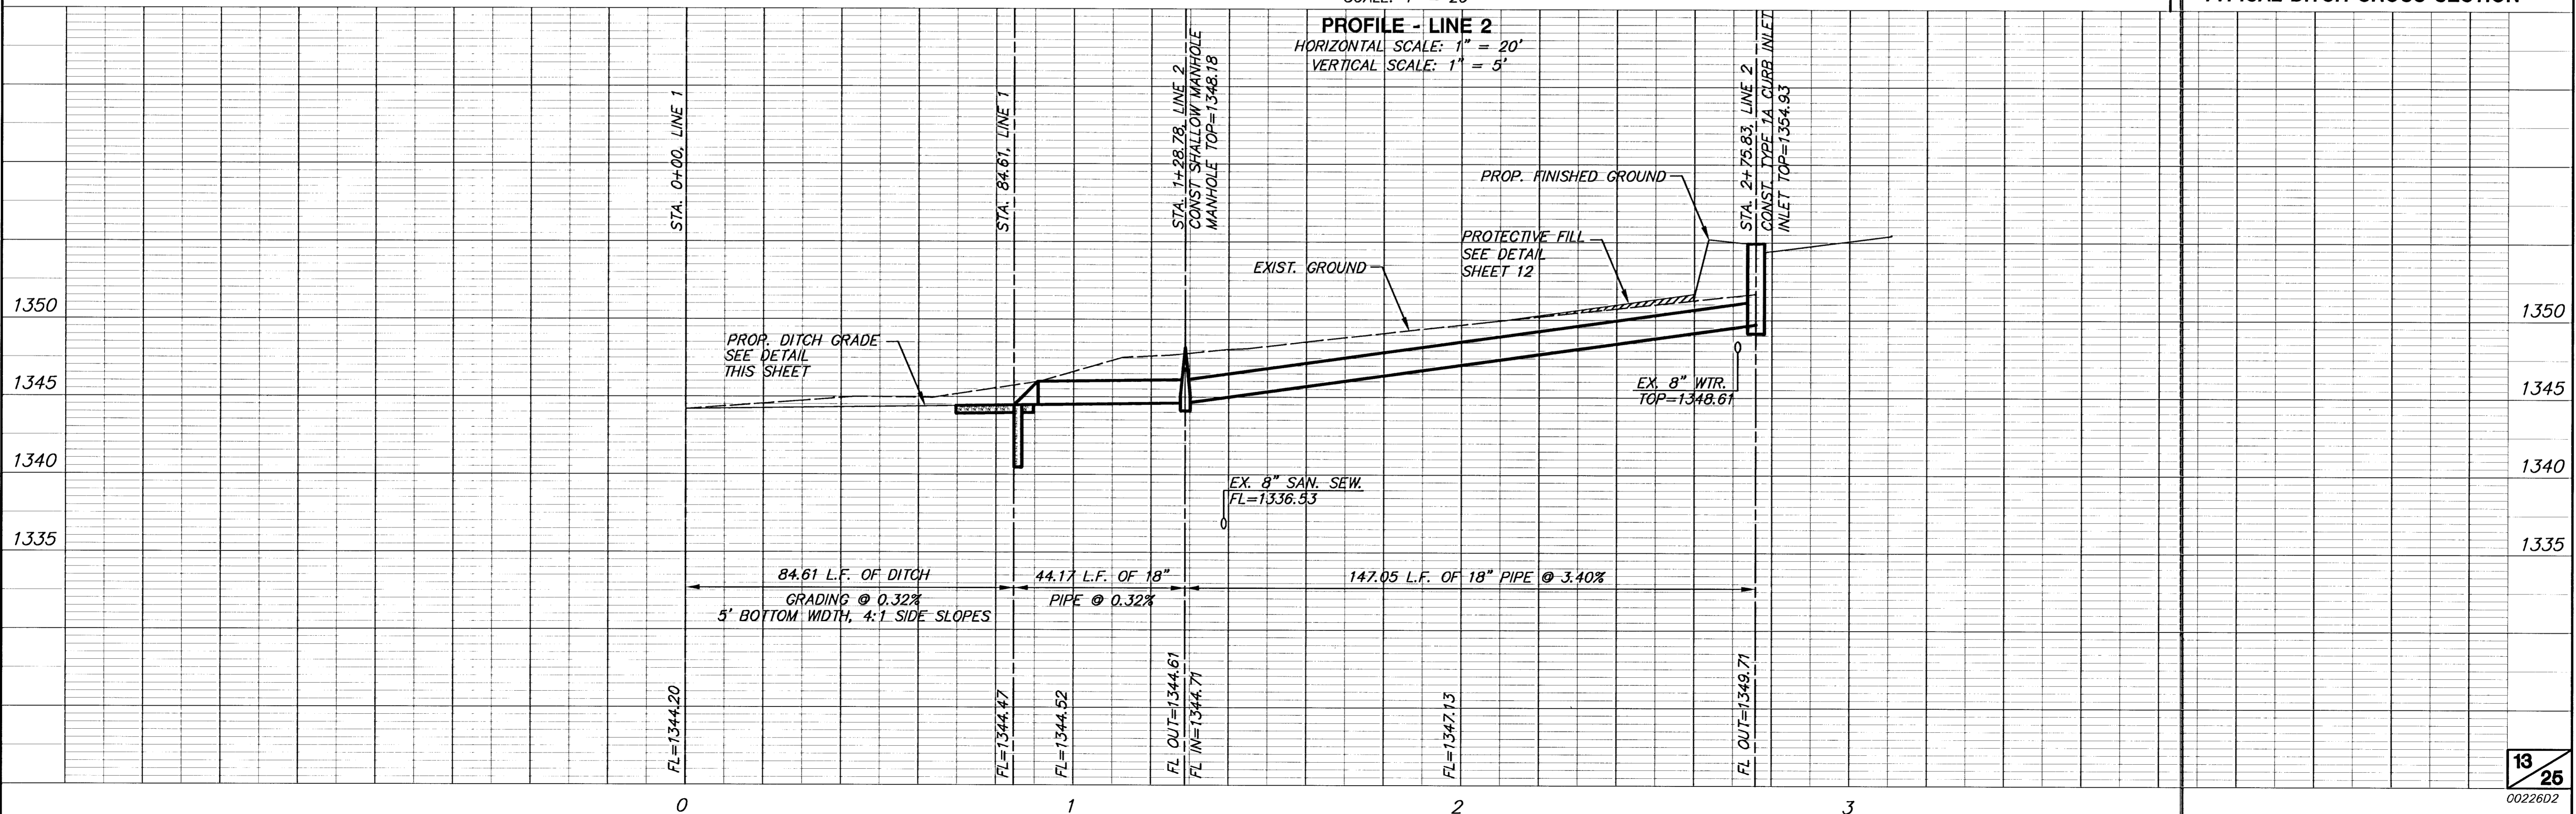 PROFILE - LINE 2
HORIZONTAL SCALE: 1" = 20'
VERTICAL SCALE: 1" = 5'
STA. 0+00, LINE 1
STA. 84.61, LINE 1
STA. 1+28.78, LINE 2
CONST SHALLOW MANHOLE
MANHOLE TOP=1348.18
STA. 2+75.83, LINE 2
CONST. TYPE 1A CURB INLET
INLET TOP=1354.93
PROP. FINISHED GROUND
PROTECTIVE FILL
SEE DETAIL
SHEET 12
EXIST. GROUND
PROP. DITCH GRADE
SEE DETAIL
THIS SHEET
EX. 8" WTR.
TOP=1348.61
EX. 8" SAN. SEW.
FL=1336.53
1350
1345
1340
1335
1350
1345
1340
1335
84.61 L.F. OF DITCH
GRADING @ 0.32%
5' BOTTOM WIDTH, 4:1 SIDE SLOPES
44.17 L.F. OF 18"
PIPE @ 0.32%
147.05 L.F. OF 18" PIPE @ 3.40%
FL=1344.20
FL=1344.47
FL=1344.52
FL OUT=1344.61
FL IN=1344.71
FL=1347.13
FL OUT=1349.71
0
1
2
3
13
25
00226D2